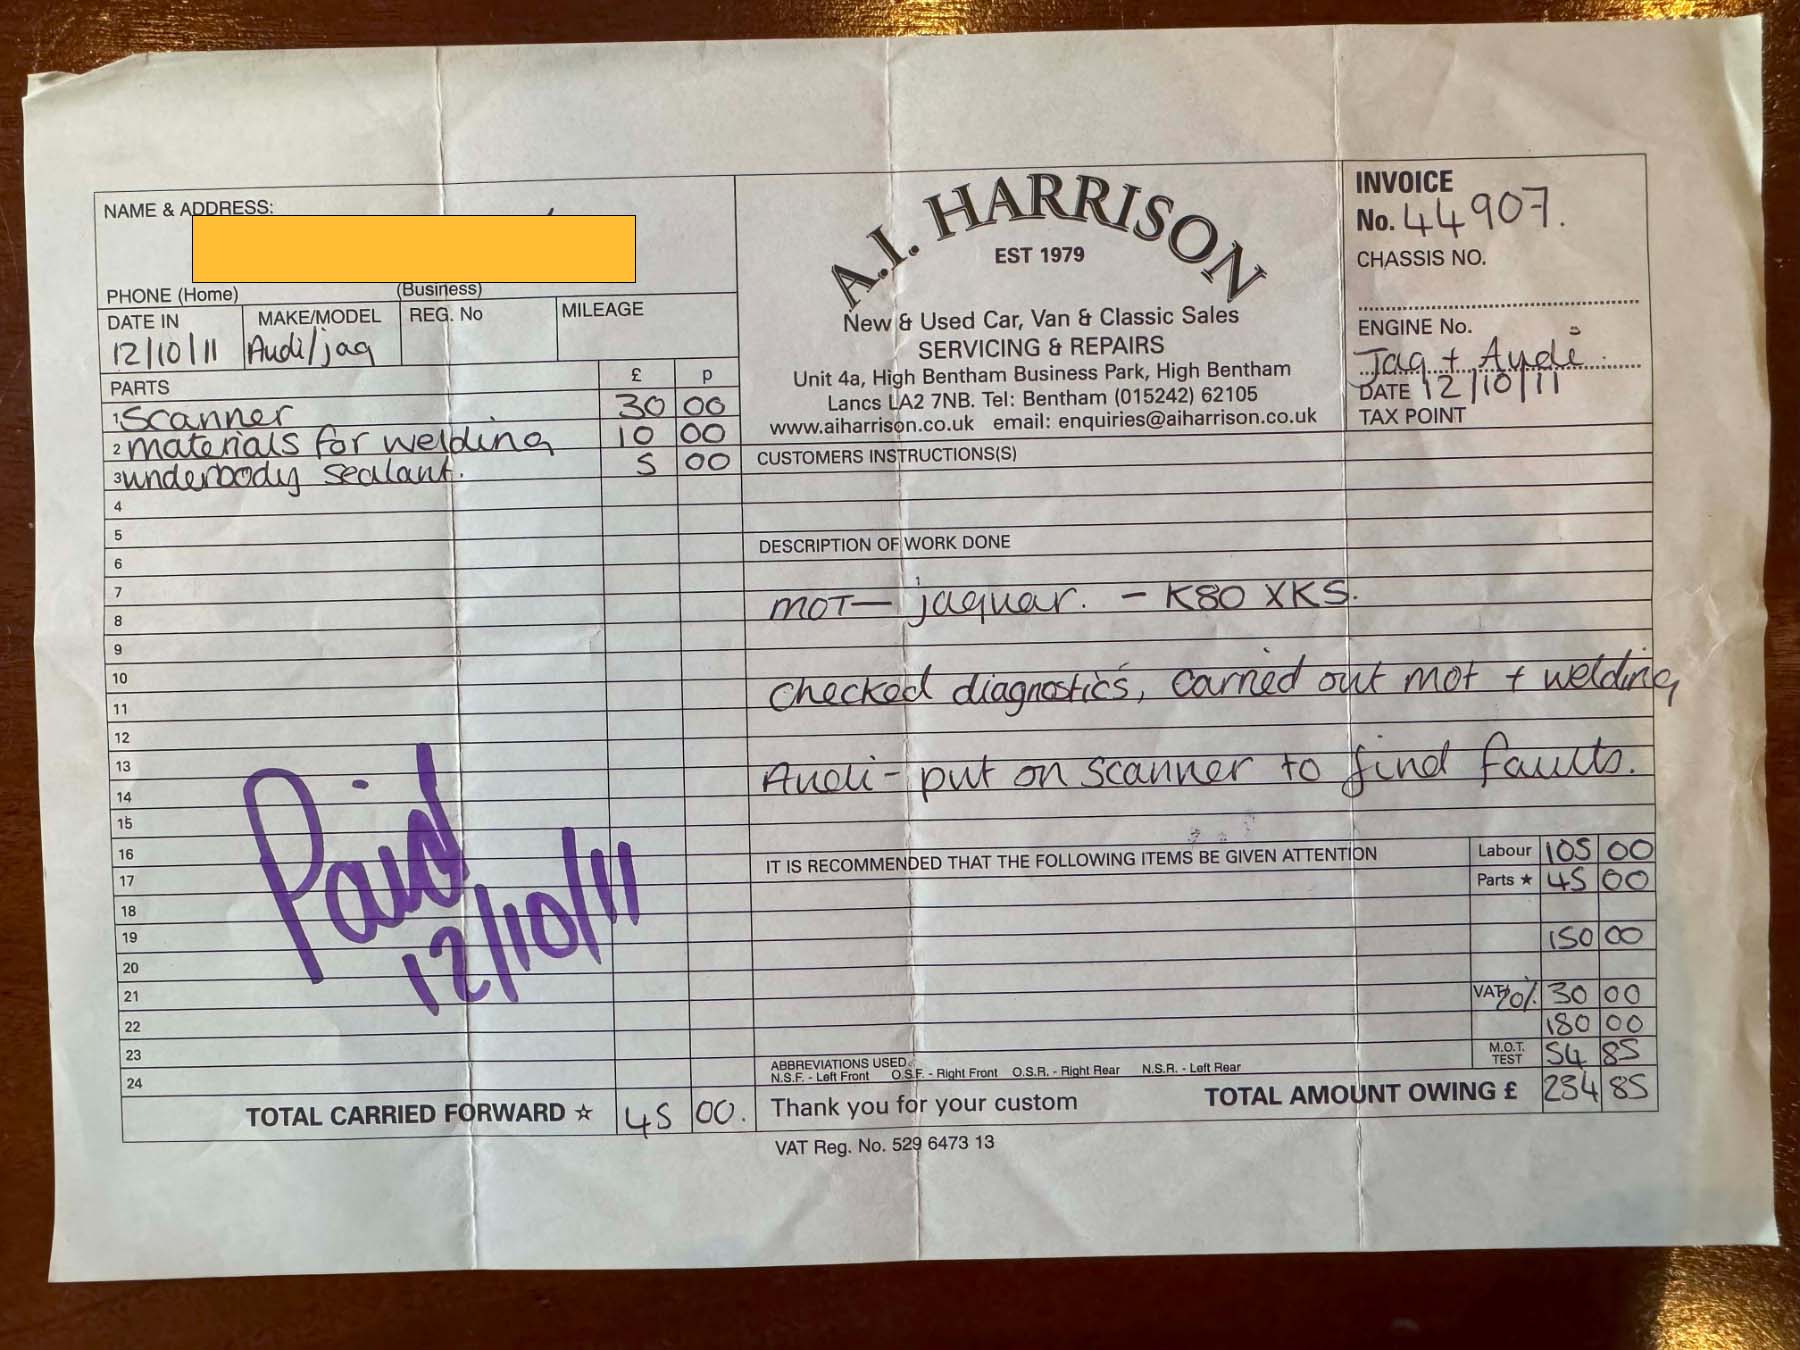 NAME & ADDRESS:
PHONE (Home) (Business)
DATE IN MAKE/MODEL REG. No MILEAGE
12/10/11 Audi/jag
PARTS £ p
1 Scanner 30 00
2 materials for welding 10 00
3 underbody sealant. 5 00
4
5
6
7
8
9
10
11
12
13
14
15
16
17
18
19
20
21
22
23
24
Paid
12/10/11
TOTAL CARRIED FORWARD ☆ 45 00.
A.I. HARRISON
EST 1979
New & Used Car, Van & Classic Sales
SERVICING & REPAIRS
Unit 4a, High Bentham Business Park, High Bentham
Lancs LA2 7NB. Tel: Bentham (015242) 62105
www.aiharrison.co.uk email: enquiries@aiharrison.co.uk
INVOICE
No. 44907.
CHASSIS NO.
ENGINE No.
Jag + Audi
DATE 12/10/11
TAX POINT
CUSTOMERS INSTRUCTIONS(S)
DESCRIPTION OF WORK DONE
MOT— jaguar. - K80 XKS.
Checked diagnostics, carried out mot + welding
Audi - put on scanner to find faults.
IT IS RECOMMENDED THAT THE FOLLOWING ITEMS BE GIVEN ATTENTION
Labour 105 00
Parts ★ 45 00
150 00
VAT 20% 30 00
180 00
M.O.T. TEST 54 85
ABBREVIATIONS USED:
N.S.F. - Left Front O.S.F. - Right Front O.S.R. - Right Rear N.S.R. - Left Rear
Thank you for your custom TOTAL AMOUNT OWING £ 234 85
VAT Reg. No. 529 6473 13